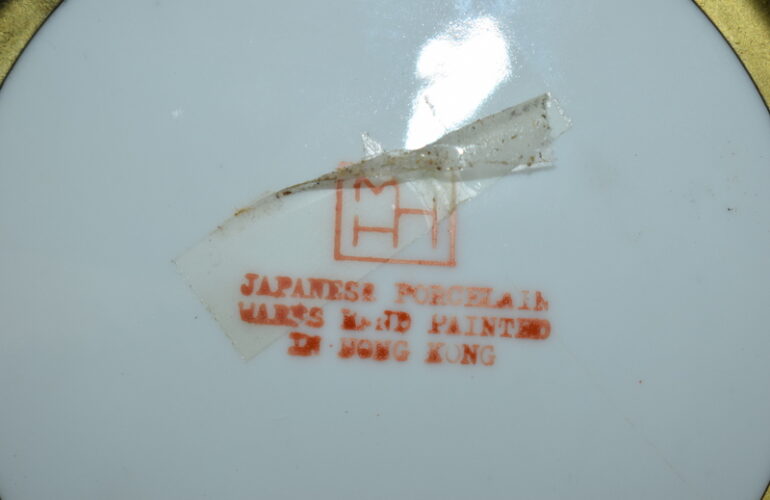 JAPANESE PORCELAIN
WARES HAND PAINTED
IN HONG KONG